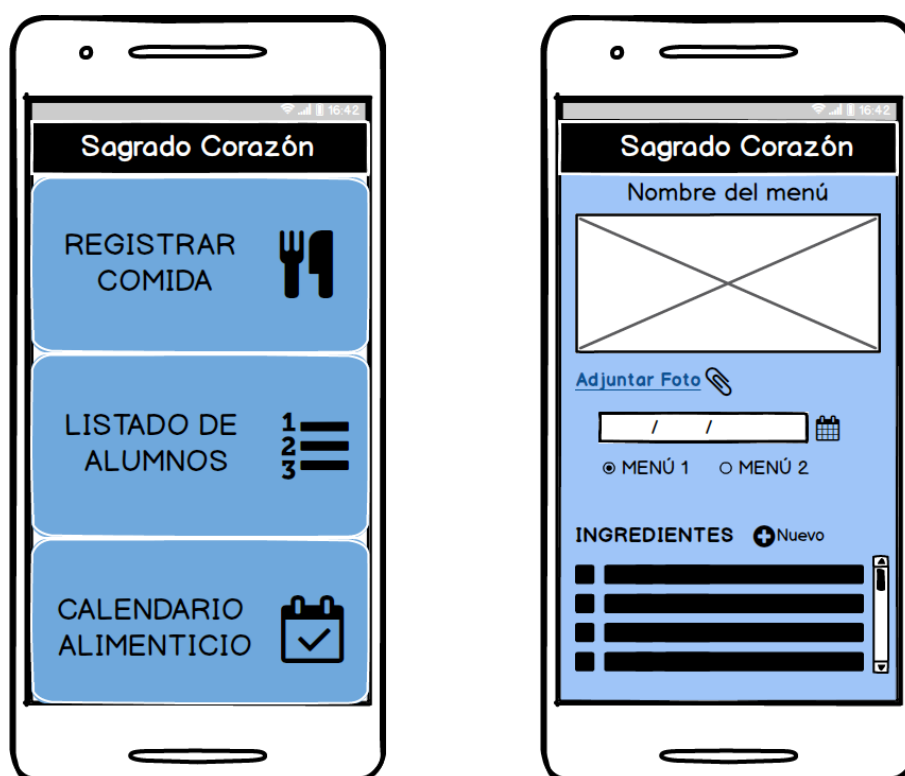 16:42
Sagrado Corazón
REGISTRAR
COMIDA
LISTADO DE
ALUMNOS
1
2
3
CALENDARIO
ALIMENTICIO
16:42
Sagrado Corazón
Nombre del menú
Adjuntar Foto
/ /
MENÚ 1 MENÚ 2
INGREDIENTES Nuevo